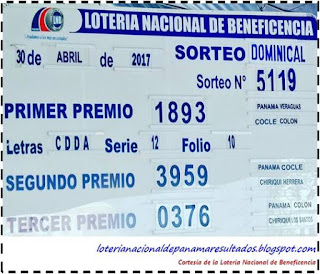 LOTERIA NACIONAL DE BENEFICENCIA
30 de ABRIL de 2017 SORTEO DOMINICAL
Sorteo Nº 5119
PRIMER PREMIO 1893 PANAMA VERAGUAS
COCLE COLON
Letras CDDA Serie 12 Folio 10
SEGUNDO PREMIO 3959 PANAMA COCLE
CHIRIQUI HERRERA
TERCER PREMIO 0376 PANAMA COLON
CHIRIQUI LOS SANTOS
loterianacionaldepanamaresultados.blogspot.com
Cortesía de la Lotería Nacional de Beneficencia